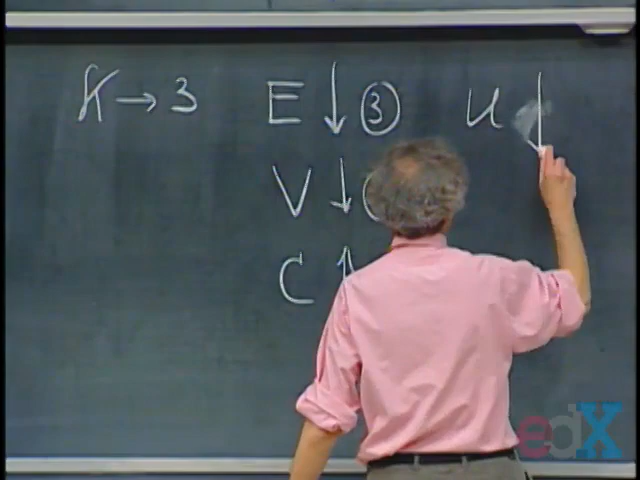 K → 3 E ↓ ③ U ↓
V ↓
C ↑
edX